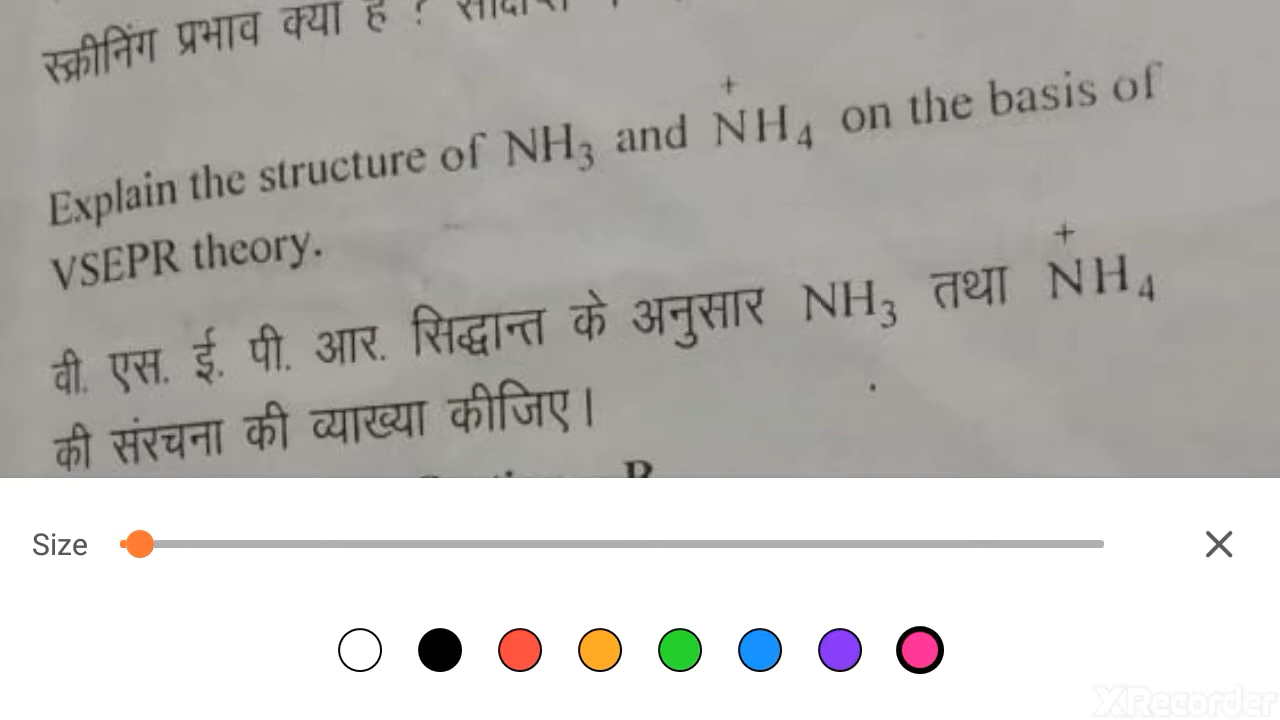 स्क्रीनिंग प्रभाव क्या है ?
Explain the structure of NH₃ and N⁺H₄ on the basis of
VSEPR theory.
वी. एस. ई. पी. आर. सिद्धान्त के अनुसार NH₃ तथा N⁺H₄
की संरचना की व्याख्या कीजिए।
B
Size
XRecorder